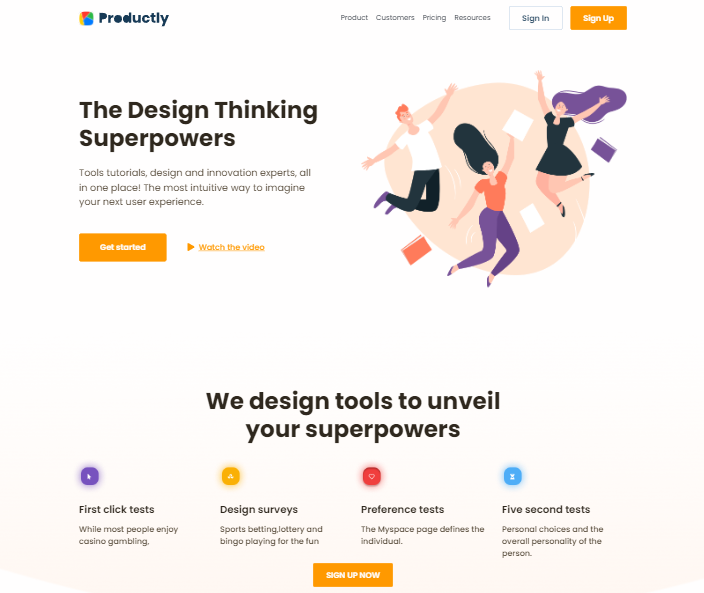 Productly
Product Customers Pricing Resources Sign In Sign Up
The Design Thinking
Superpowers
Tools tutorials, design and innovation experts, all
in one place! The most intuitive way to imagine
your next user experience.
Get started
Watch the video
We design tools to unveil
your superpowers
First click tests
While most people enjoy
casino gambling,
Design surveys
Sports betting,lottery and
bingo playing for the fun
Preference tests
The Myspace page defines the
individual.
Five second tests
Personal choices and the
overall personality of the
person.
SIGN UP NOW